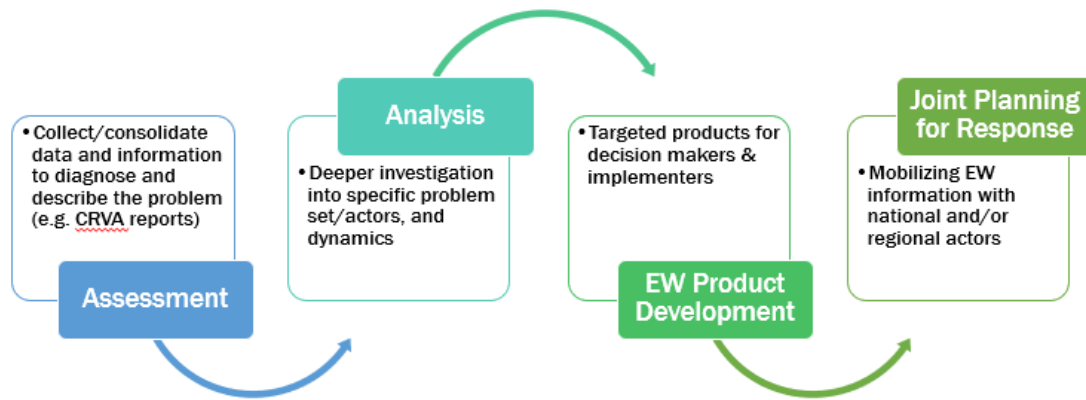 • Collect/consolidate
data and information
to diagnose and
describe the problem
(e.g. CRVA reports)
Assessment
Analysis
• Deeper investigation
into specific problem
set/actors, and
dynamics
• Targeted products for
decision makers &
implementers
EW Product
Development
Joint Planning
for Response
• Mobilizing EW
information with
national and/or
regional actors